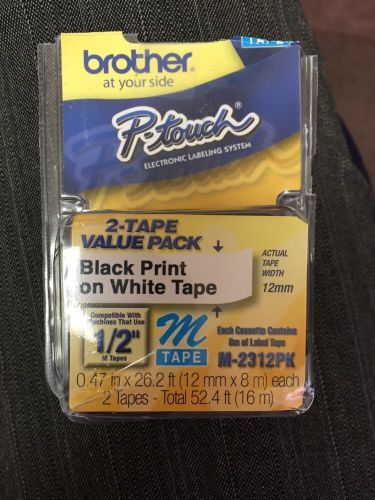 TAPE
brother
at your side
P-touch®
ELECTRONIC LABELING SYSTEM
2-TAPE
VALUE PACK
Black Print
on White Tape
ACTUAL
TAPE
WIDTH
12mm
Compatible With
Machines That Use
1/2"
M Tapes
M
TAPE
Each Cassette Contains
8m of Label Tape
M-2312PK
0.47 in x 26.2 ft (12 mm x 8 m) each
2 Tapes - Total 52.4 ft (16 m)